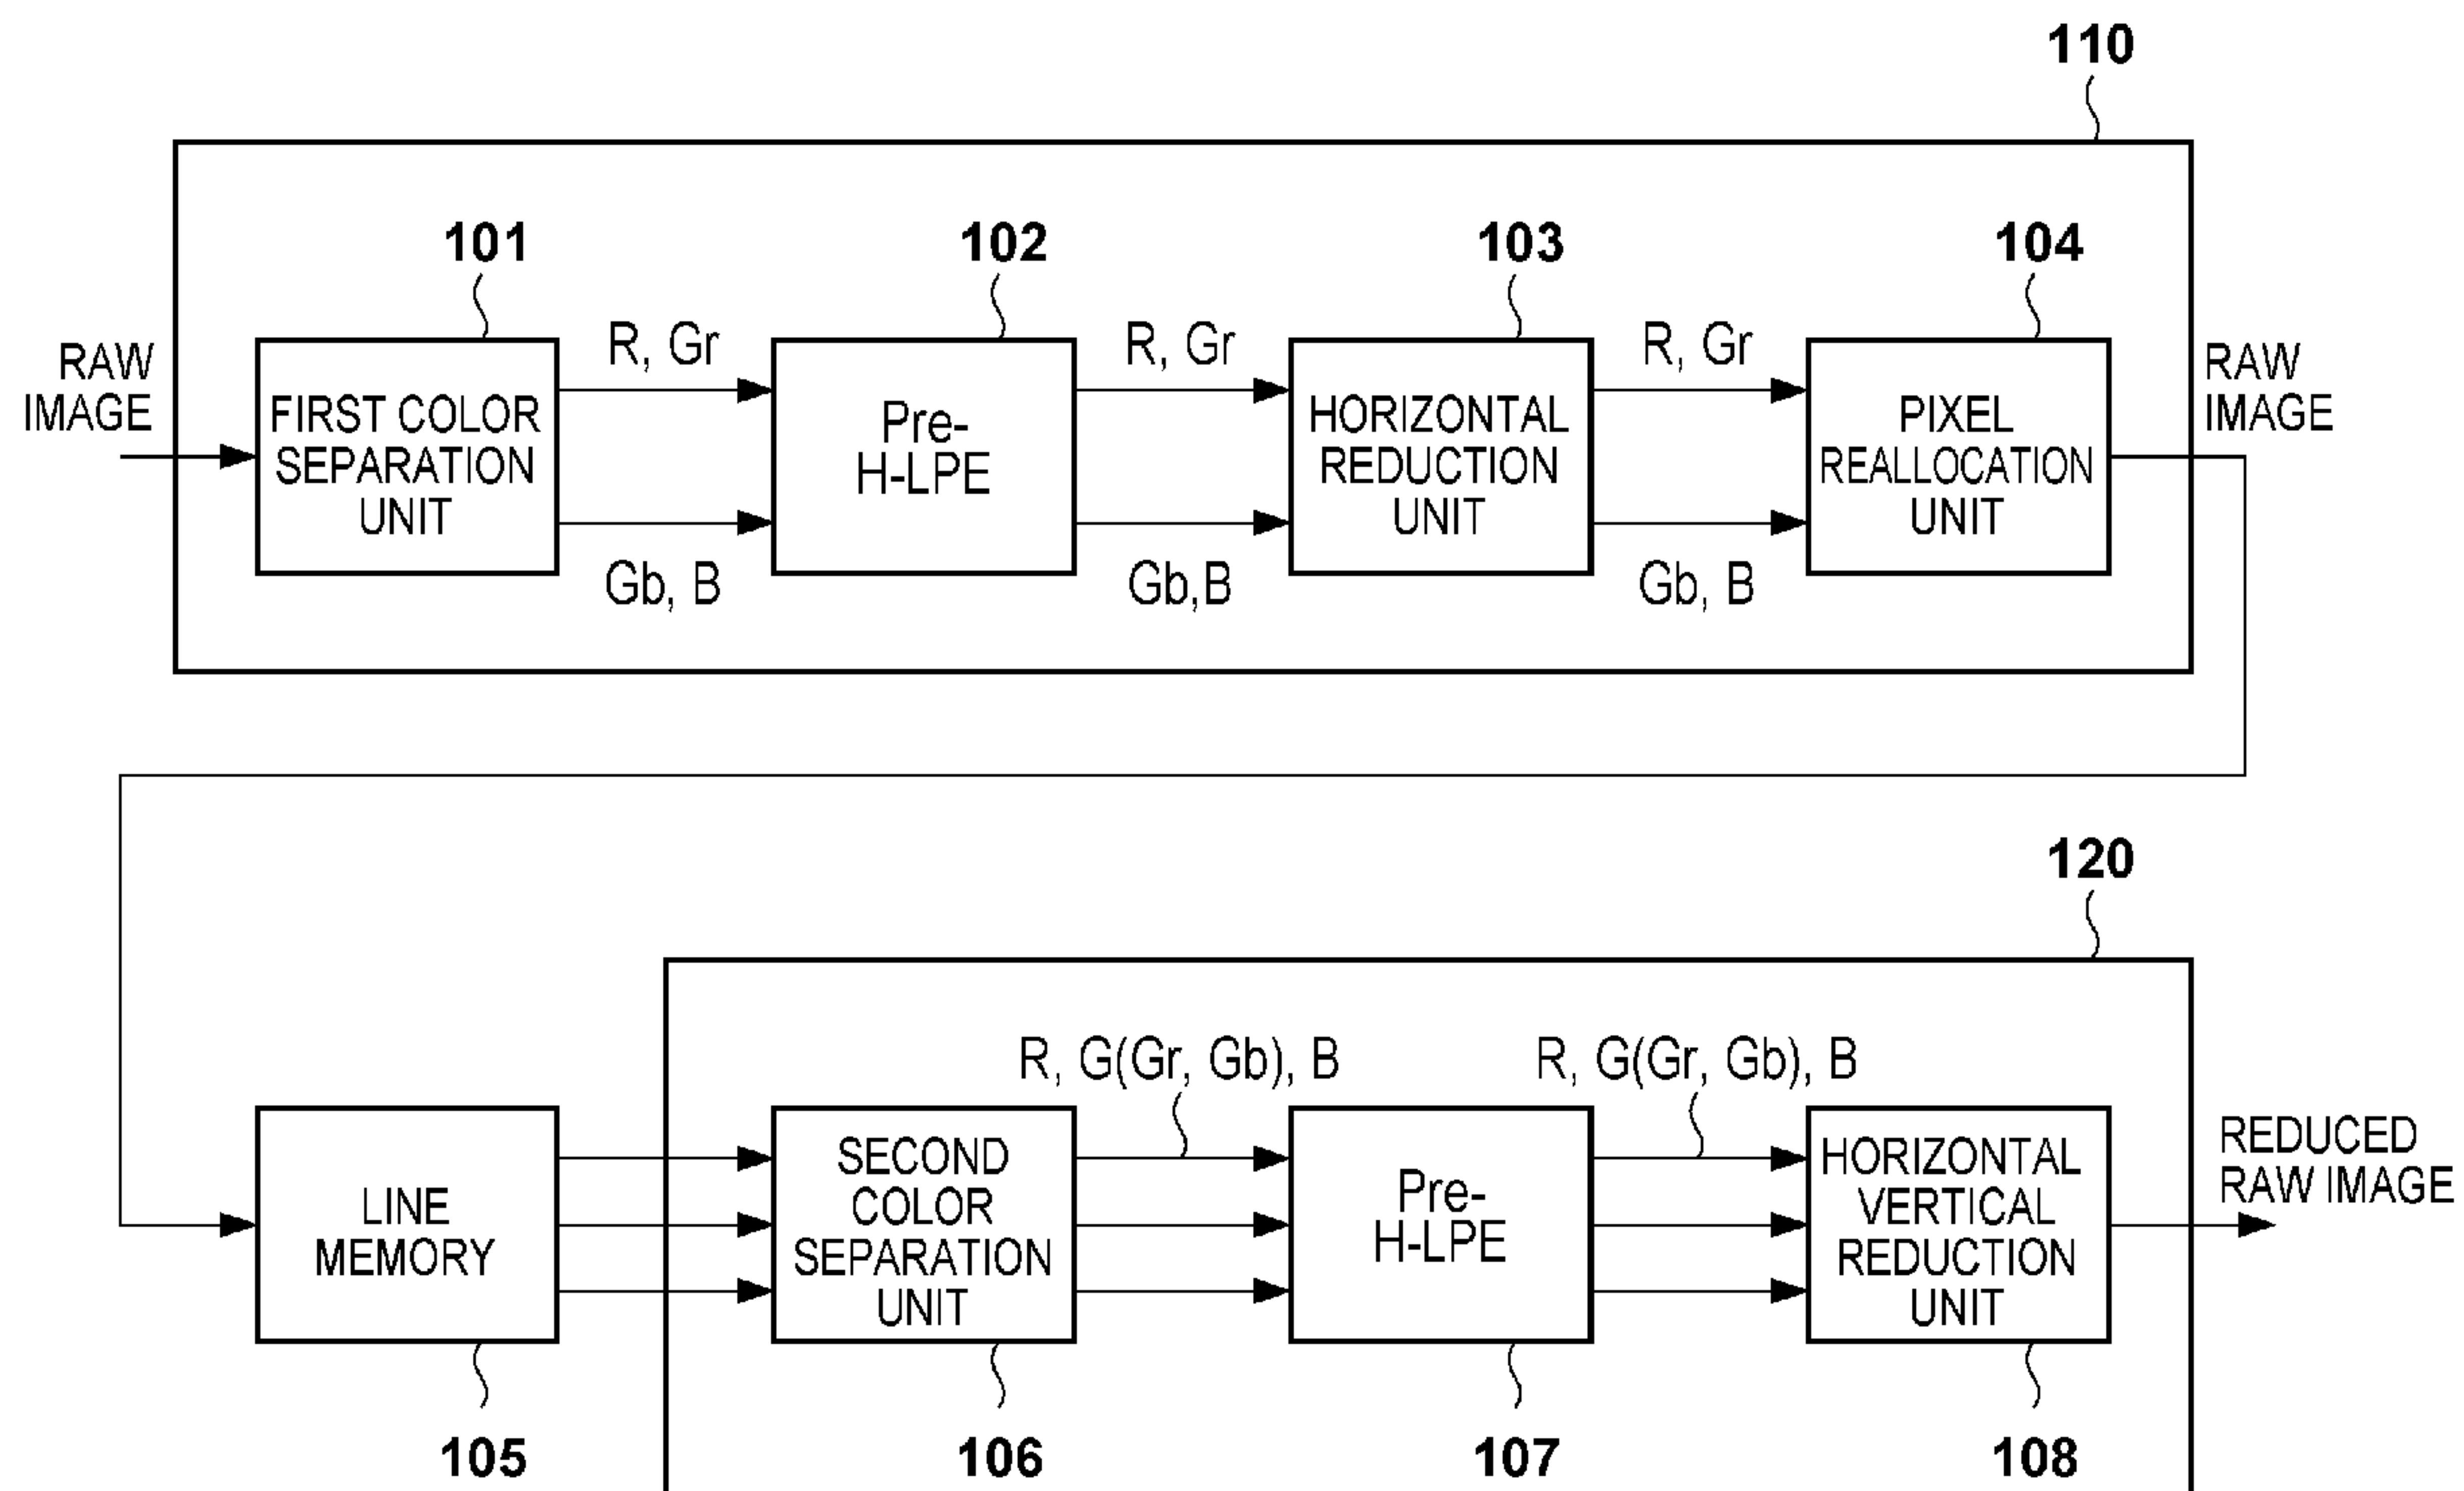 110
101
102
103
104
RAW
IMAGE
FIRST COLOR
SEPARATION
UNIT
R, Gr
Gb, B
Pre-
H-LPE
R, Gr
Gb,B
HORIZONTAL
REDUCTION
UNIT
R, Gr
Gb, B
PIXEL
REALLOCATION
UNIT
RAW
IMAGE
120
LINE
MEMORY
SECOND
COLOR
SEPARATION
UNIT
R, G(Gr, Gb), B
Pre-
H-LPE
R, G(Gr, Gb), B
HORIZONTAL
VERTICAL
REDUCTION
UNIT
REDUCED
RAW IMAGE
105
106
107
108